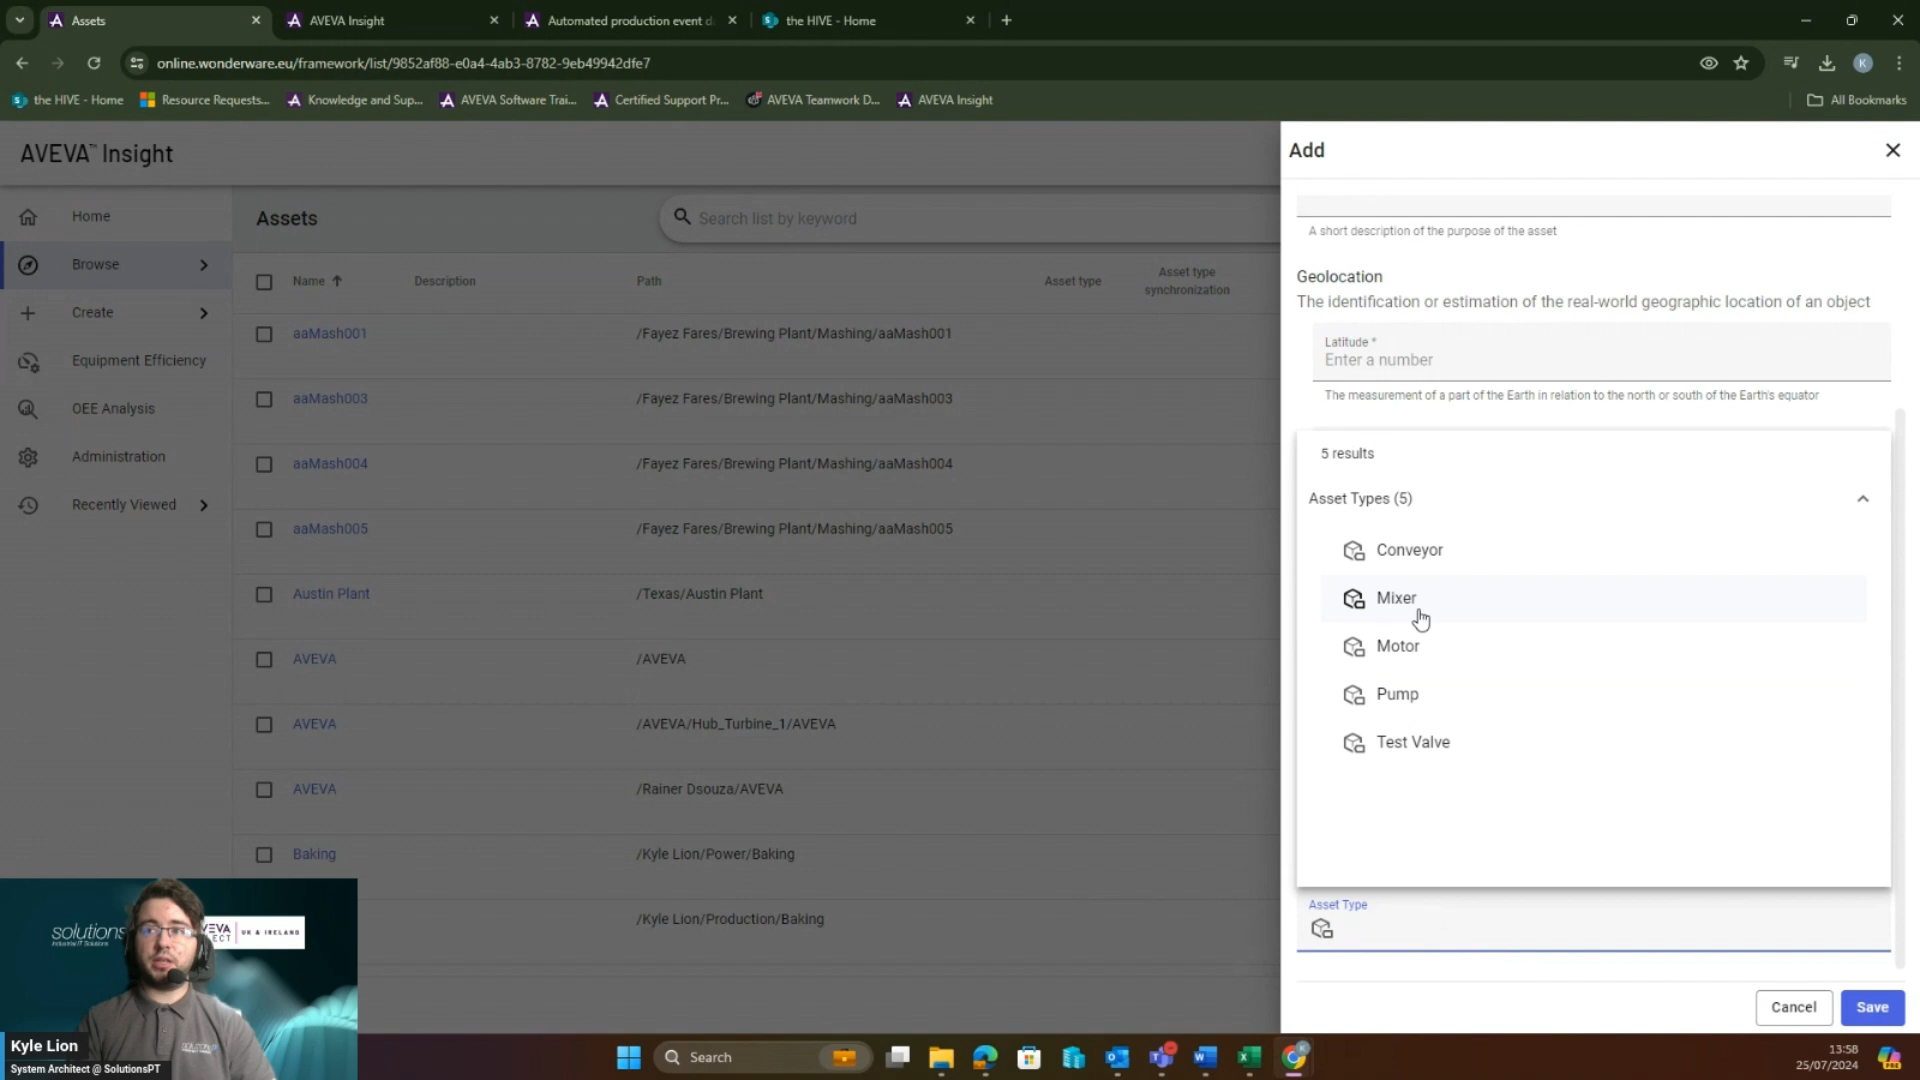 Assets
AVEVA Insight
Automated production event d
the HIVE - Home
online.wonderware.eu/framework/list/9852af88-e0a4-4ab3-8782-9eb49942dfe7
K
the HIVE - Home
Resource Requests...
Knowledge and Sup...
AVEVA Software Trai...
Certified Support Pr...
AVEVA Teamwork D...
AVEVA Insight
All Bookmarks
AVEVA™ Insight
Home
Browse
Create
Equipment Efficiency
OEE Analysis
Administration
Recently Viewed
Assets
Search list by keyword
Name
Description
Path
Asset type
Asset type
synchronization
aaMash001 /Fayez Fares/Brewing Plant/Mashing/aaMash001
aaMash003 /Fayez Fares/Brewing Plant/Mashing/aaMash003
aaMash004 /Fayez Fares/Brewing Plant/Mashing/aaMash004
aaMash005 /Fayez Fares/Brewing Plant/Mashing/aaMash005
Austin Plant /Texas/Austin Plant
AVEVA /AVEVA
AVEVA /AVEVA/Hub_Turbine_1/AVEVA
AVEVA /Rainer Dsouza/AVEVA
Baking /Kyle Lion/Power/Baking
/Kyle Lion/Production/Baking
Add
A short description of the purpose of the asset
Geolocation
The identification or estimation of the real-world geographic location of an object
Latitude *
Enter a number
The measurement of a part of the Earth in relation to the north or south of the Earth's equator
5 results
Asset Types (5)
Conveyor
Mixer
Motor
Pump
Test Valve
Asset Type
Cancel
Save
solutions
UK & IRELAND
Kyle Lion
System Architect @ SolutionsPT
Search
13:58
25/07/2024